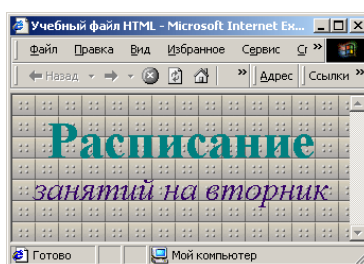 Учебный файл HTML - Microsoft Internet Ex...
Файл Правка Вид Избранное Сервис
Назад » Адрес Ссылки »
Расписание
занятий на вторник
Готово Мой компьютер